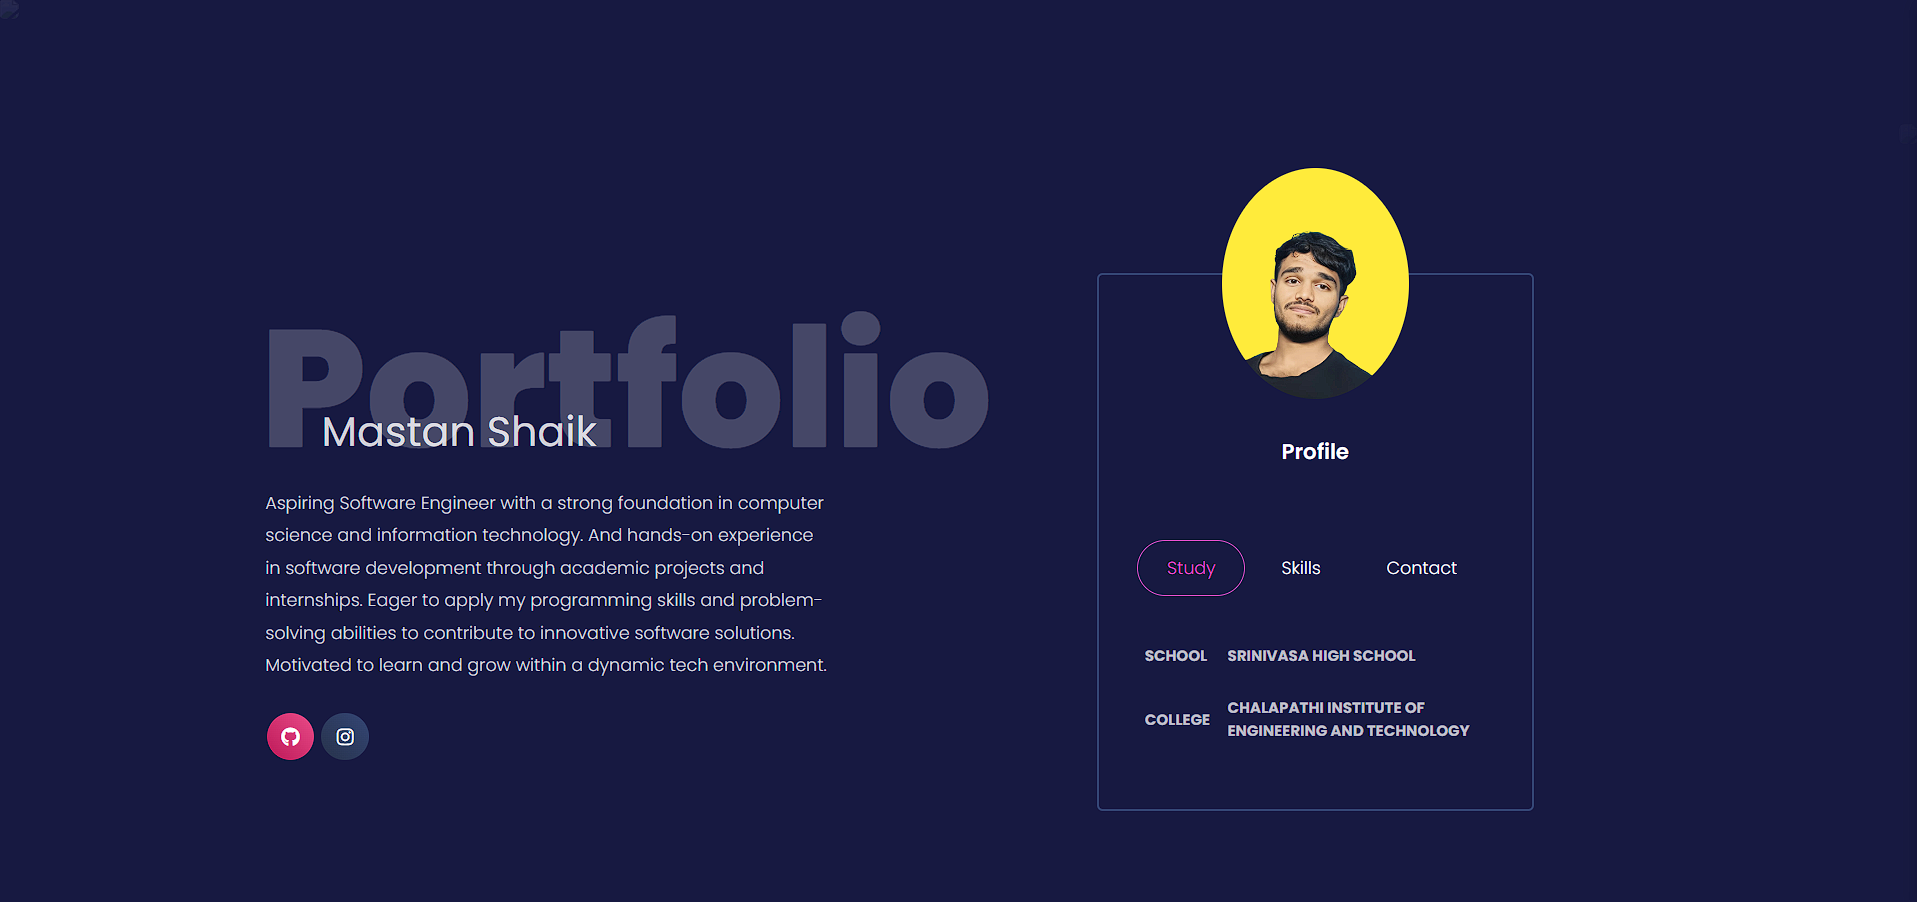 Portfolio
Mastan Shaik
Aspiring Software Engineer with a strong foundation in computer
science and information technology. And hands-on experience
in software development through academic projects and
internships. Eager to apply my programming skills and problem-
solving abilities to contribute to innovative software solutions.
Motivated to learn and grow within a dynamic tech environment.
Profile
Study Skills Contact
SCHOOL SRINIVASA HIGH SCHOOL
COLLEGE CHALAPATHI INSTITUTE OF
ENGINEERING AND TECHNOLOGY